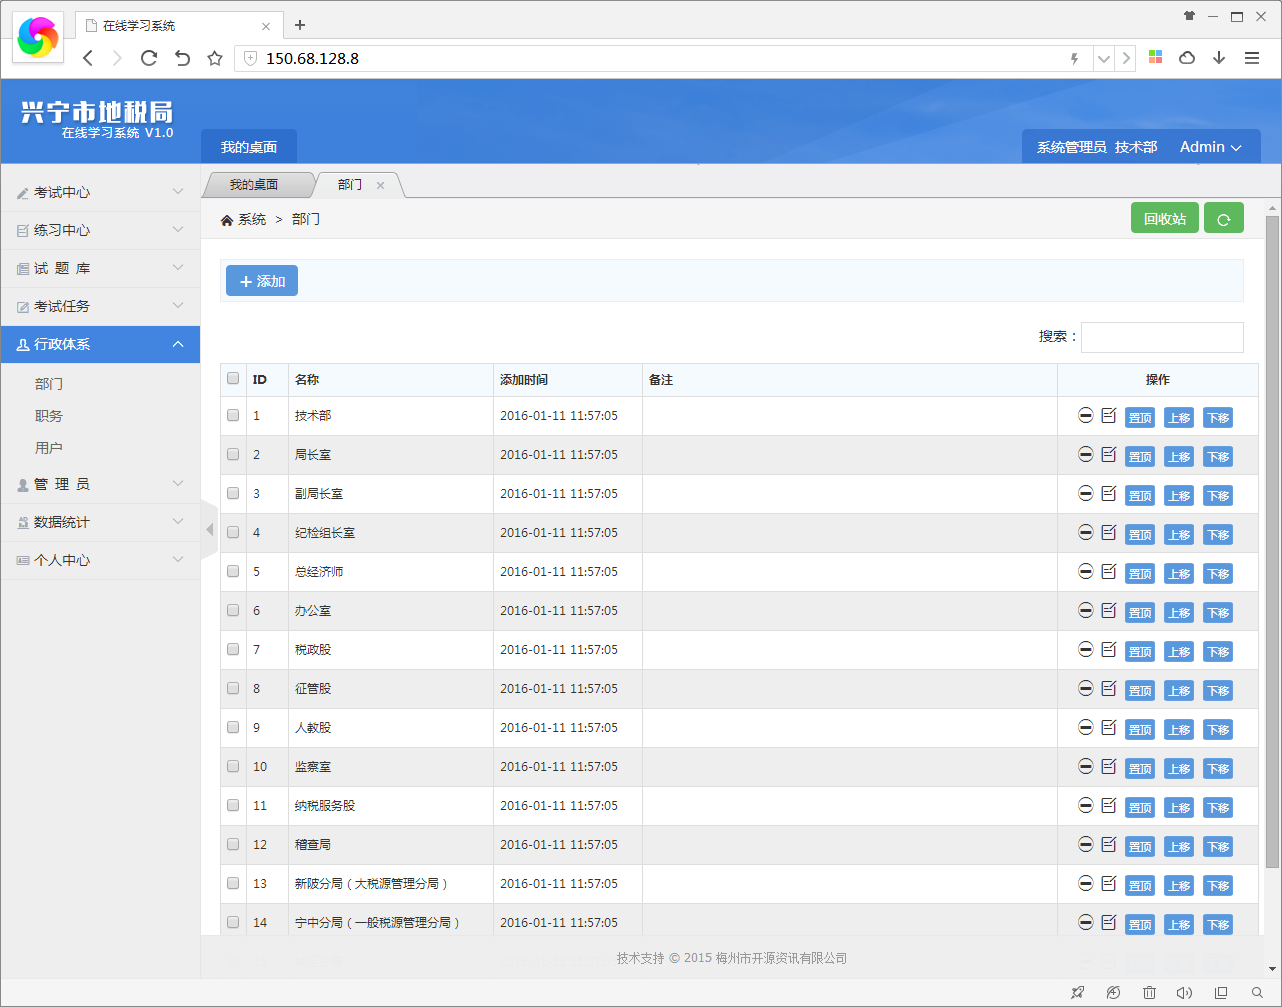 在线学习系统
150.68.128.8
兴宁市地税局
在线学习系统 V1.0
我的桌面
系统管理员 技术部 Admin
考试中心
练习中心
试 题 库
考试任务
行政体系
部门
职务
用户
管 理 员
数据统计
个人中心
我的桌面 部门
系统 > 部门
回收站
添加
搜索：
ID 名称 添加时间 备注 操作
1 技术部 2016-01-11 11:57:05 置顶 上移 下移
2 局长室 2016-01-11 11:57:05 置顶 上移 下移
3 副局长室 2016-01-11 11:57:05 置顶 上移 下移
4 纪检组长室 2016-01-11 11:57:05 置顶 上移 下移
5 总经济师 2016-01-11 11:57:05 置顶 上移 下移
6 办公室 2016-01-11 11:57:05 置顶 上移 下移
7 税政股 2016-01-11 11:57:05 置顶 上移 下移
8 征管股 2016-01-11 11:57:05 置顶 上移 下移
9 人教股 2016-01-11 11:57:05 置顶 上移 下移
10 监察室 2016-01-11 11:57:05 置顶 上移 下移
11 纳税服务股 2016-01-11 11:57:05 置顶 上移 下移
12 稽查局 2016-01-11 11:57:05 置顶 上移 下移
13 新陂分局（大税源管理分局） 2016-01-11 11:57:05 置顶 上移 下移
14 宁中分局（一般税源管理分局） 2016-01-11 11:57:05 置顶 上移 下移
技术支持 © 2015 梅州市开源资讯有限公司